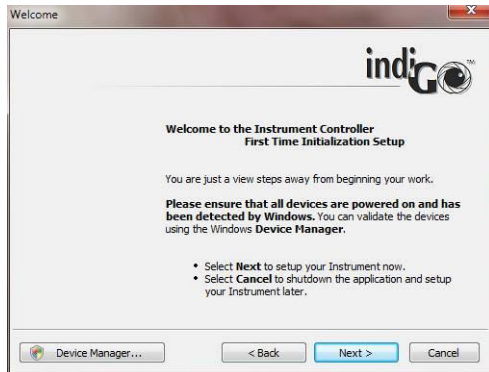 Welcome
indiGO™
Welcome to the Instrument Controller
First Time Initialization Setup
You are just a view steps away from beginning your work.
Please ensure that all devices are powered on and has
been detected by Windows. You can validate the devices
using the Windows Device Manager.
• Select Next to setup your Instrument now.
• Select Cancel to shutdown the application and setup
your Instrument later.
Device Manager... < Back Next > Cancel